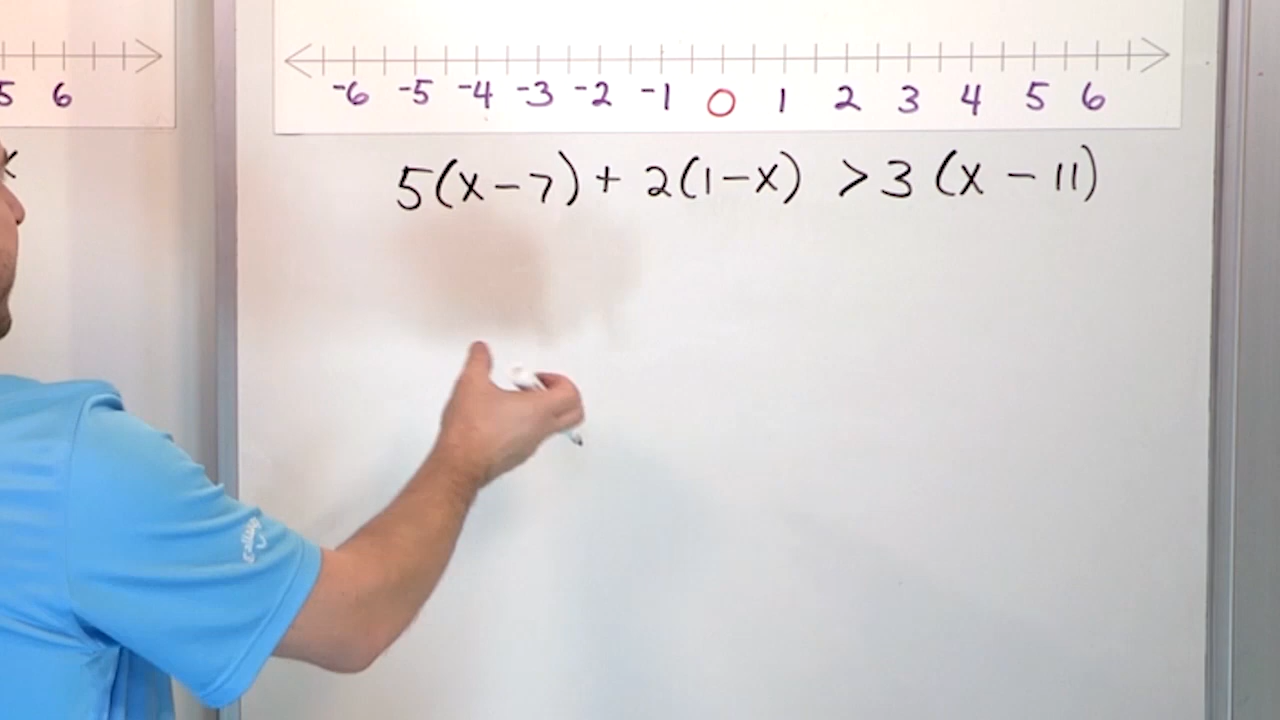 5 6
-6 -5 -4 -3 -2 -1 0 1 2 3 4 5 6
x
5(x-7) + 2(1-x) > 3(x-11)
Callaway